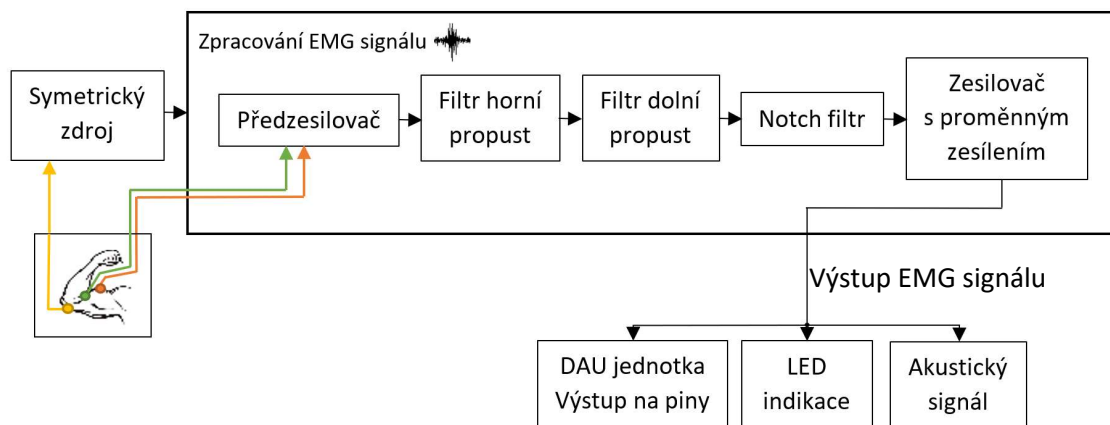 Zpracování EMG signálu
Symetrický
zdroj
Předzesilovač
Filtr horní
propust
Filtr dolní
propust
Notch filtr
Zesilovač
s proměnným
zesílením
Výstup EMG signálu
DAU jednotka
Výstup na piny
LED
indikace
Akustický
signál